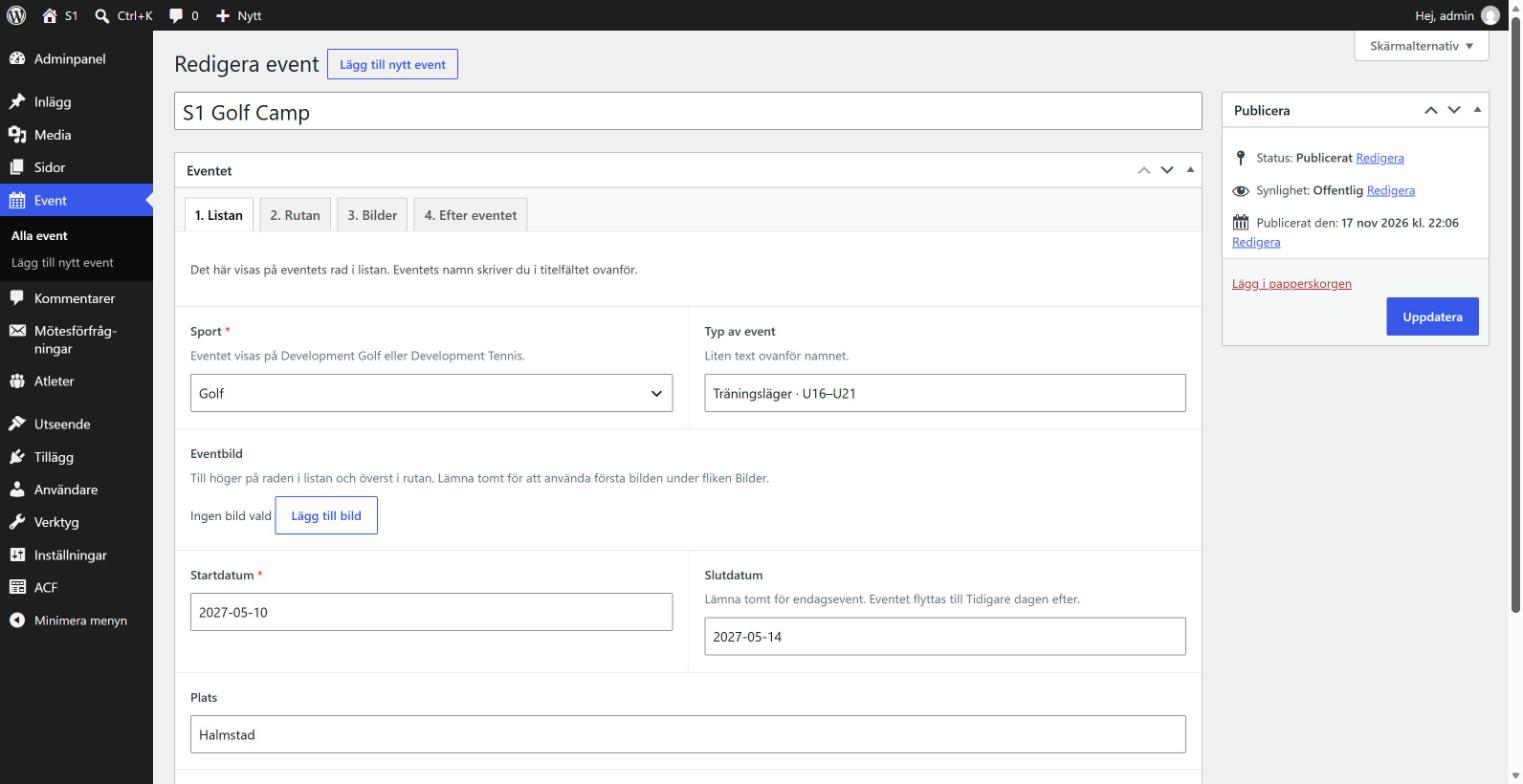 S1 Ctrl+K 0 Nytt Hej, admin
Skärmalternativ
Adminpanel
Inlägg
Media
Sidor
Event
Alla event
Lägg till nytt event
Kommentarer
Mötesförfråg-
ningar
Atleter
Utseende
Tillägg
Användare
Verktyg
Inställningar
ACF
Minimera menyn
Redigera event Lägg till nytt event
S1 Golf Camp
Eventet
1. Listan 2. Rutan 3. Bilder 4. Efter eventet
Det här visas på eventets rad i listan. Eventets namn skriver du i titelfältet ovanför.
Sport *
Eventet visas på Development Golf eller Development Tennis.
Golf
Typ av event
Liten text ovanför namnet.
Träningsläger · U16–U21
Eventbild
Till höger på raden i listan och överst i rutan. Lämna tomt för att använda första bilden under fliken Bilder.
Ingen bild vald Lägg till bild
Startdatum *
2027-05-10
Slutdatum
Lämna tomt för endagsevent. Eventet flyttas till Tidigare dagen efter.
2027-05-14
Plats
Halmstad
Publicera
Status: Publicerat Redigera
Synlighet: Offentlig Redigera
Publicerat den: 17 nov 2026 kl. 22:06
Redigera
Lägg i papperskorgen
Uppdatera